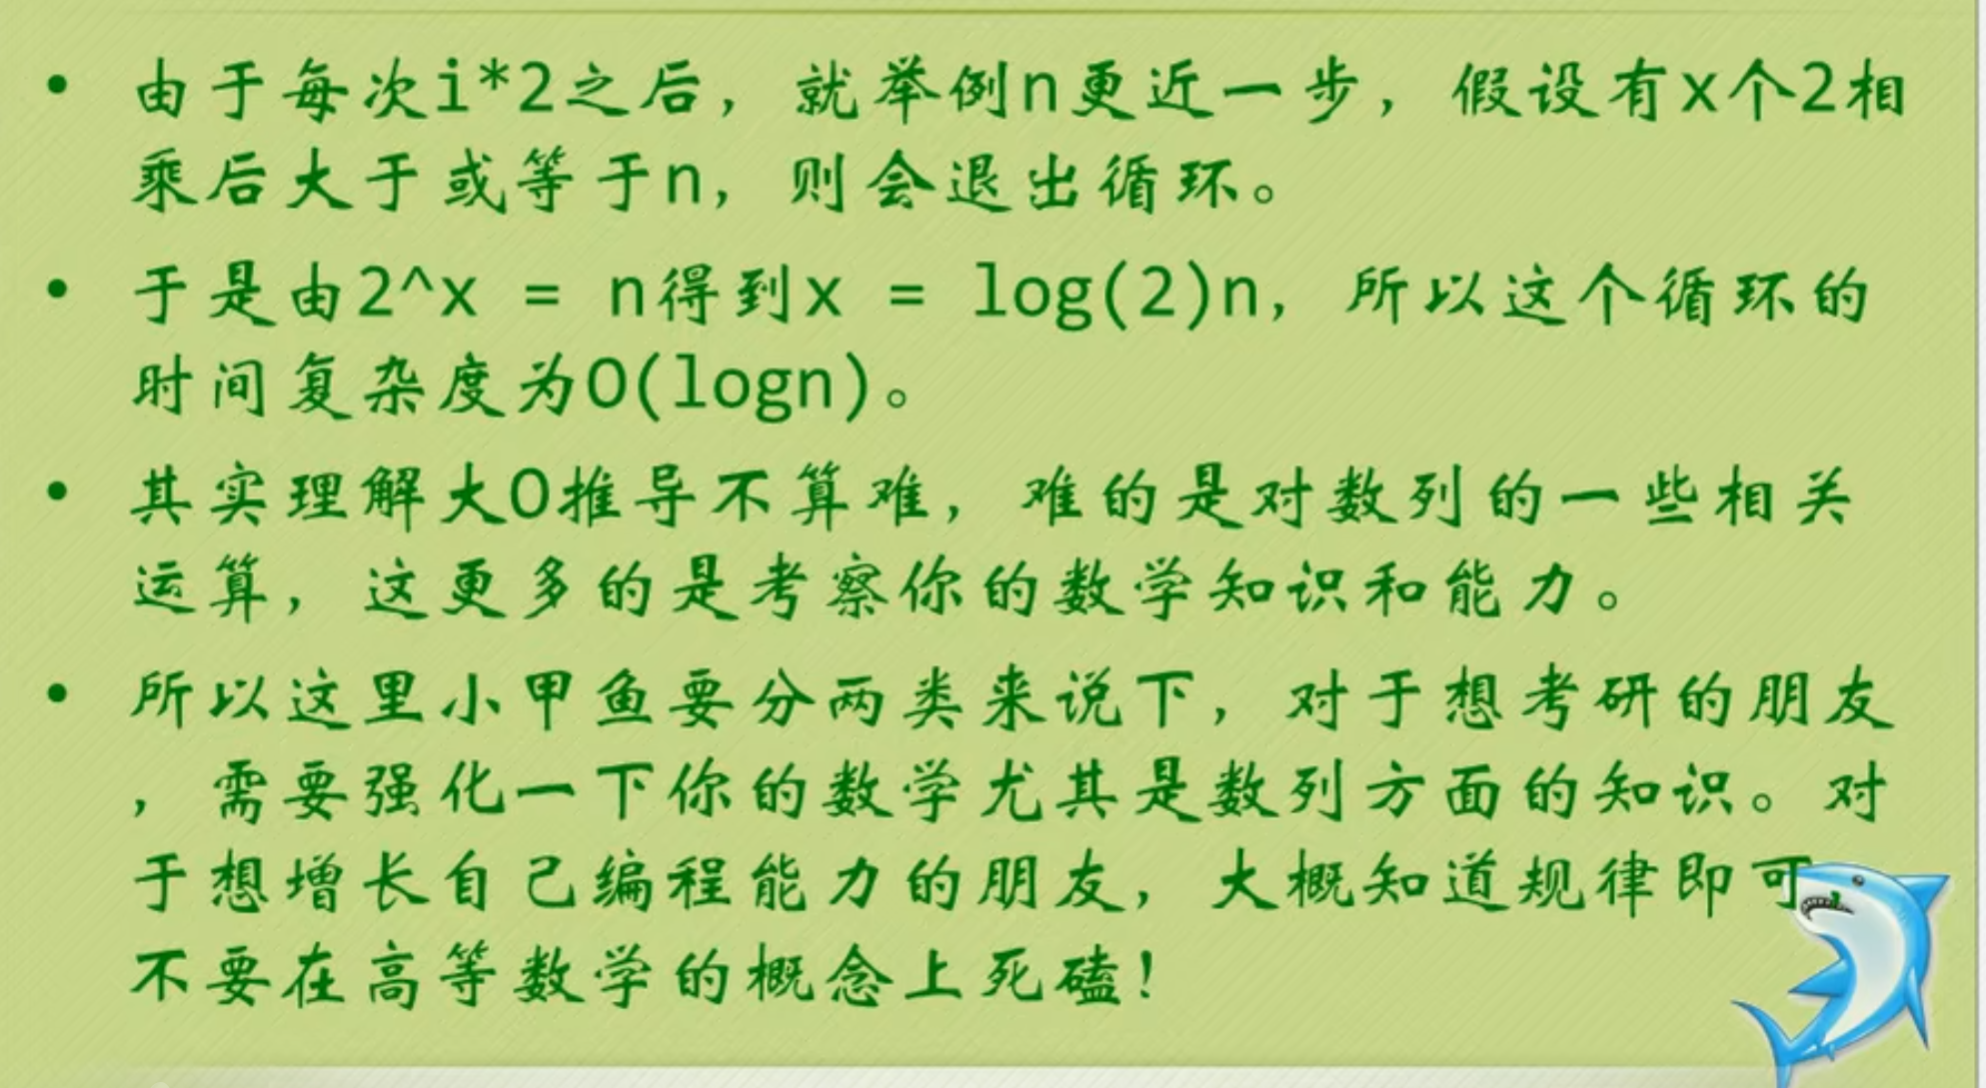 • 由于每次i*2之后，就举例n更近一步，假设有x个2相
乘后大于或等于n，则会退出循环。
• 于是由2^x = n得到x = log(2)n，所以这个循环的
时间复杂度为O(logn)。
• 其实理解大O推导不算难，难的是对数列的一些相关
运算，这更多的是考察你的数学知识和能力。
• 所以这里小甲鱼要分两类来说下，对于想考研的朋友
，需要强化一下你的数学尤其是数列方面的知识。对
于想增长自己编程能力的朋友，大概知道规律即可
不要在高等数学的概念上死磕！